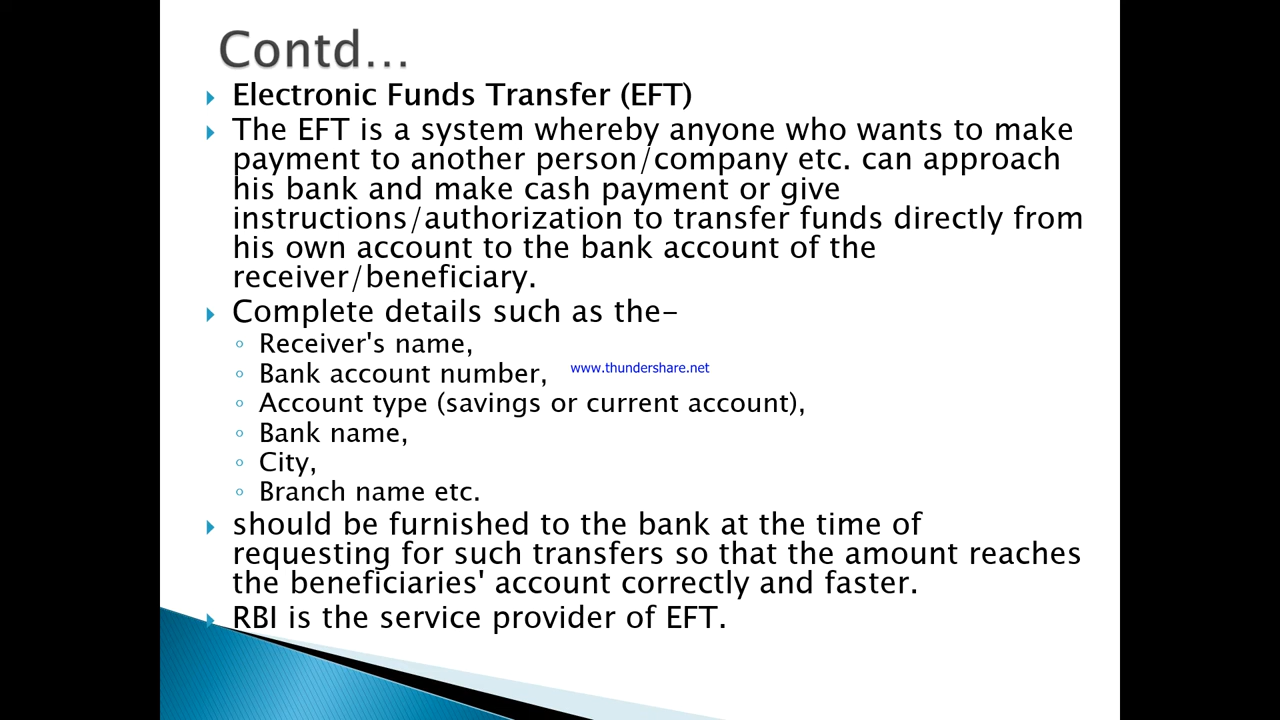 Contd...
Electronic Funds Transfer (EFT)
The EFT is a system whereby anyone who wants to make
payment to another person/company etc. can approach
his bank and make cash payment or give
instructions/authorization to transfer funds directly from
his own account to the bank account of the
receiver/beneficiary.
Complete details such as the-
Receiver's name,
Bank account number,
www.thundershare.net
Account type (savings or current account),
Bank name,
City,
Branch name etc.
should be furnished to the bank at the time of
requesting for such transfers so that the amount reaches
the beneficiaries' account correctly and faster.
RBI is the service provider of EFT.